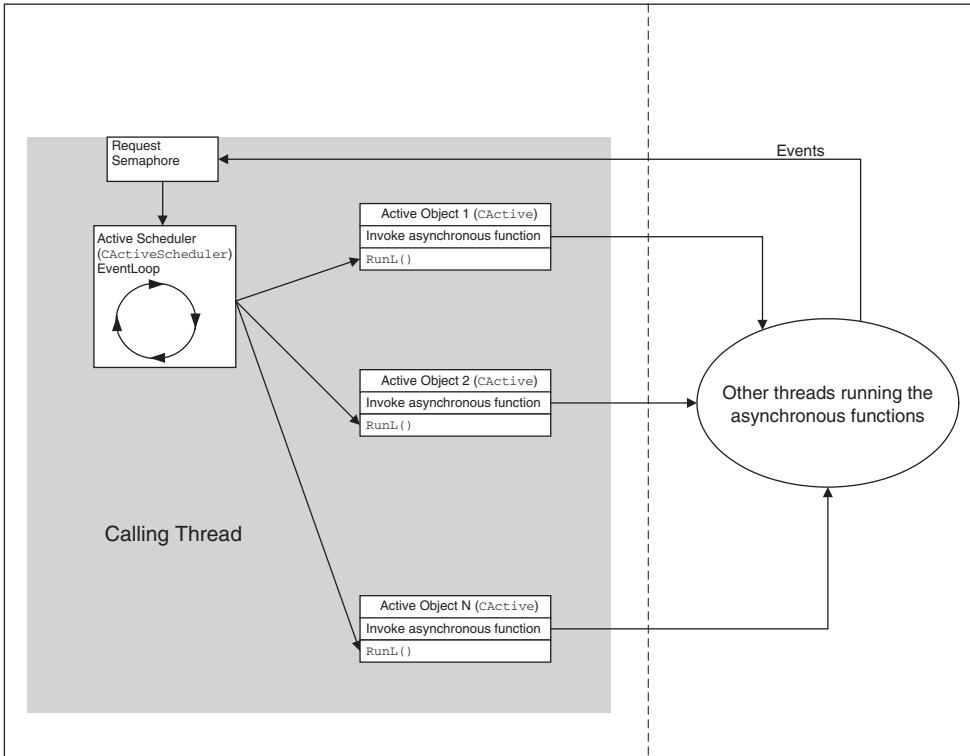 Events
Request
Semaphore
Active Scheduler
(CActiveScheduler)
EventLoop
Active Object 1 (CActive)
Invoke asynchronous function
RunL()
Active Object 2 (CActive)
Invoke asynchronous function
RunL()
Other threads running the
asynchronous functions
Calling Thread
Active Object N (CActive)
Invoke asynchronous function
RunL()